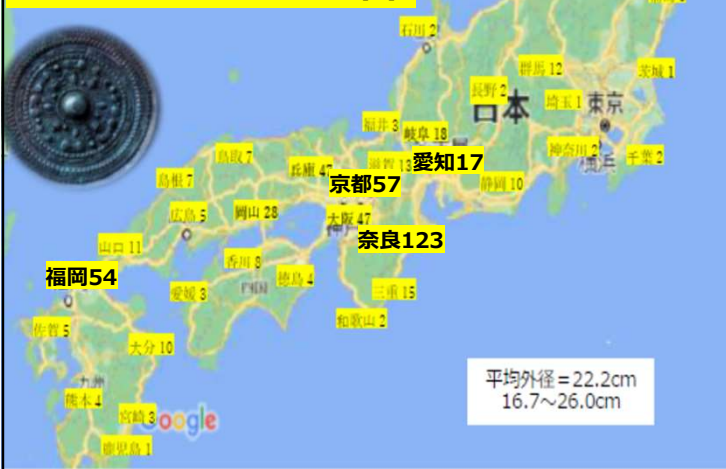 石川 2
群馬 12
茨城 1
長野 2
日本
埼玉 1
東京
福井 3
岐阜 18
神奈川 2
横浜
千葉 2
鳥取 7
兵庫 47
滋賀 13
愛知17
島根 7
京都57
静岡 10
広島 5
岡山 28
大阪 47
奈良123
山口 11
香川 8
福岡54
愛媛 3
四国
徳島 4
三重 15
和歌山 2
佐賀 5
大分 10
平均外径=22.2cm
16.7~26.0cm
九州
熊本 4
宮崎 3
Google
鹿児島 1